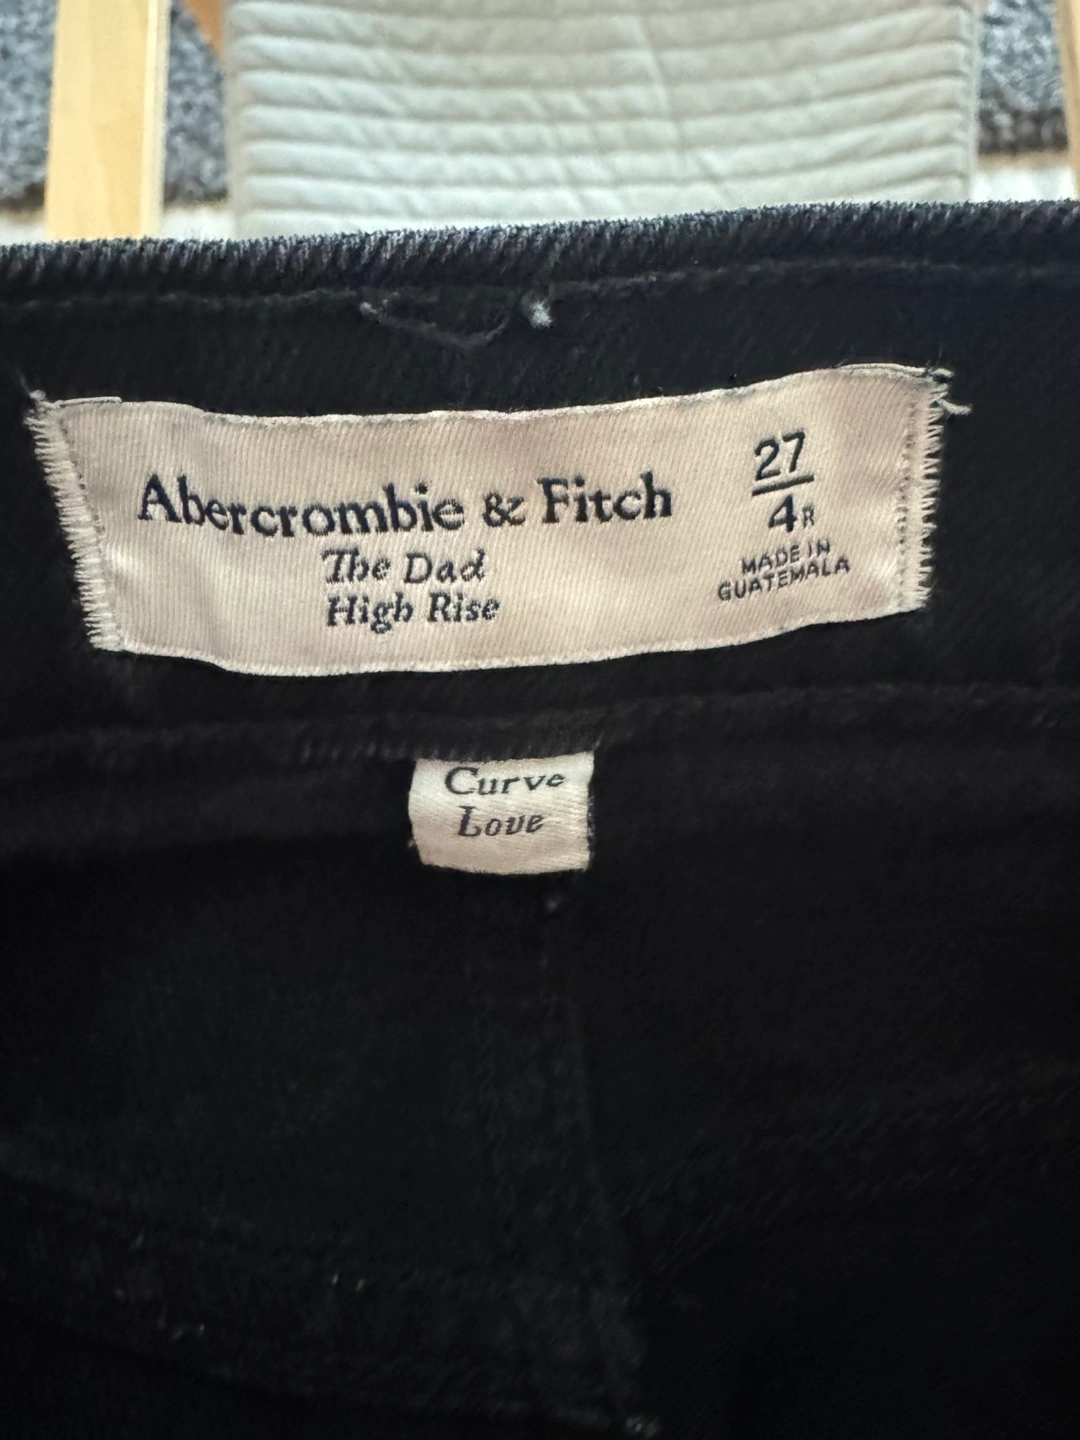 Abercrombie & Fitch
The Dad
High Rise
27
4R
MADE IN
GUATEMALA
Curve
Love